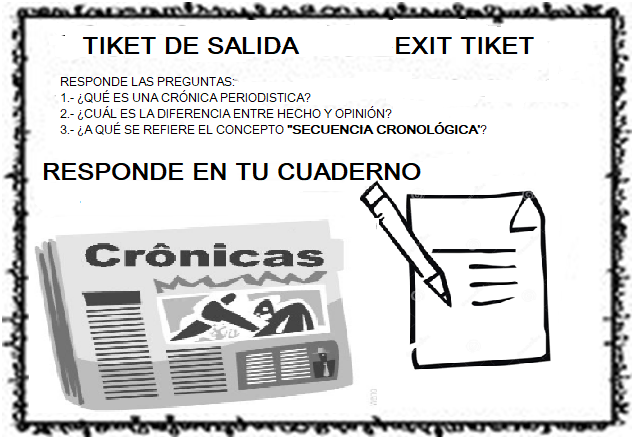 TIKET DE SALIDA EXIT TIKET
RESPONDE LAS PREGUNTAS:
1.- ¿QUÉ ES UNA CRÓNICA PERIODISTICA?
2.- ¿CUÁL ES LA DIFERENCIA ENTRE HECHO Y OPINIÓN?
3.- ¿A QUÉ SE REFIERE EL CONCEPTO "SECUENCIA CRONOLÓGICA"?
RESPONDE EN TU CUADERNO
Crônicas